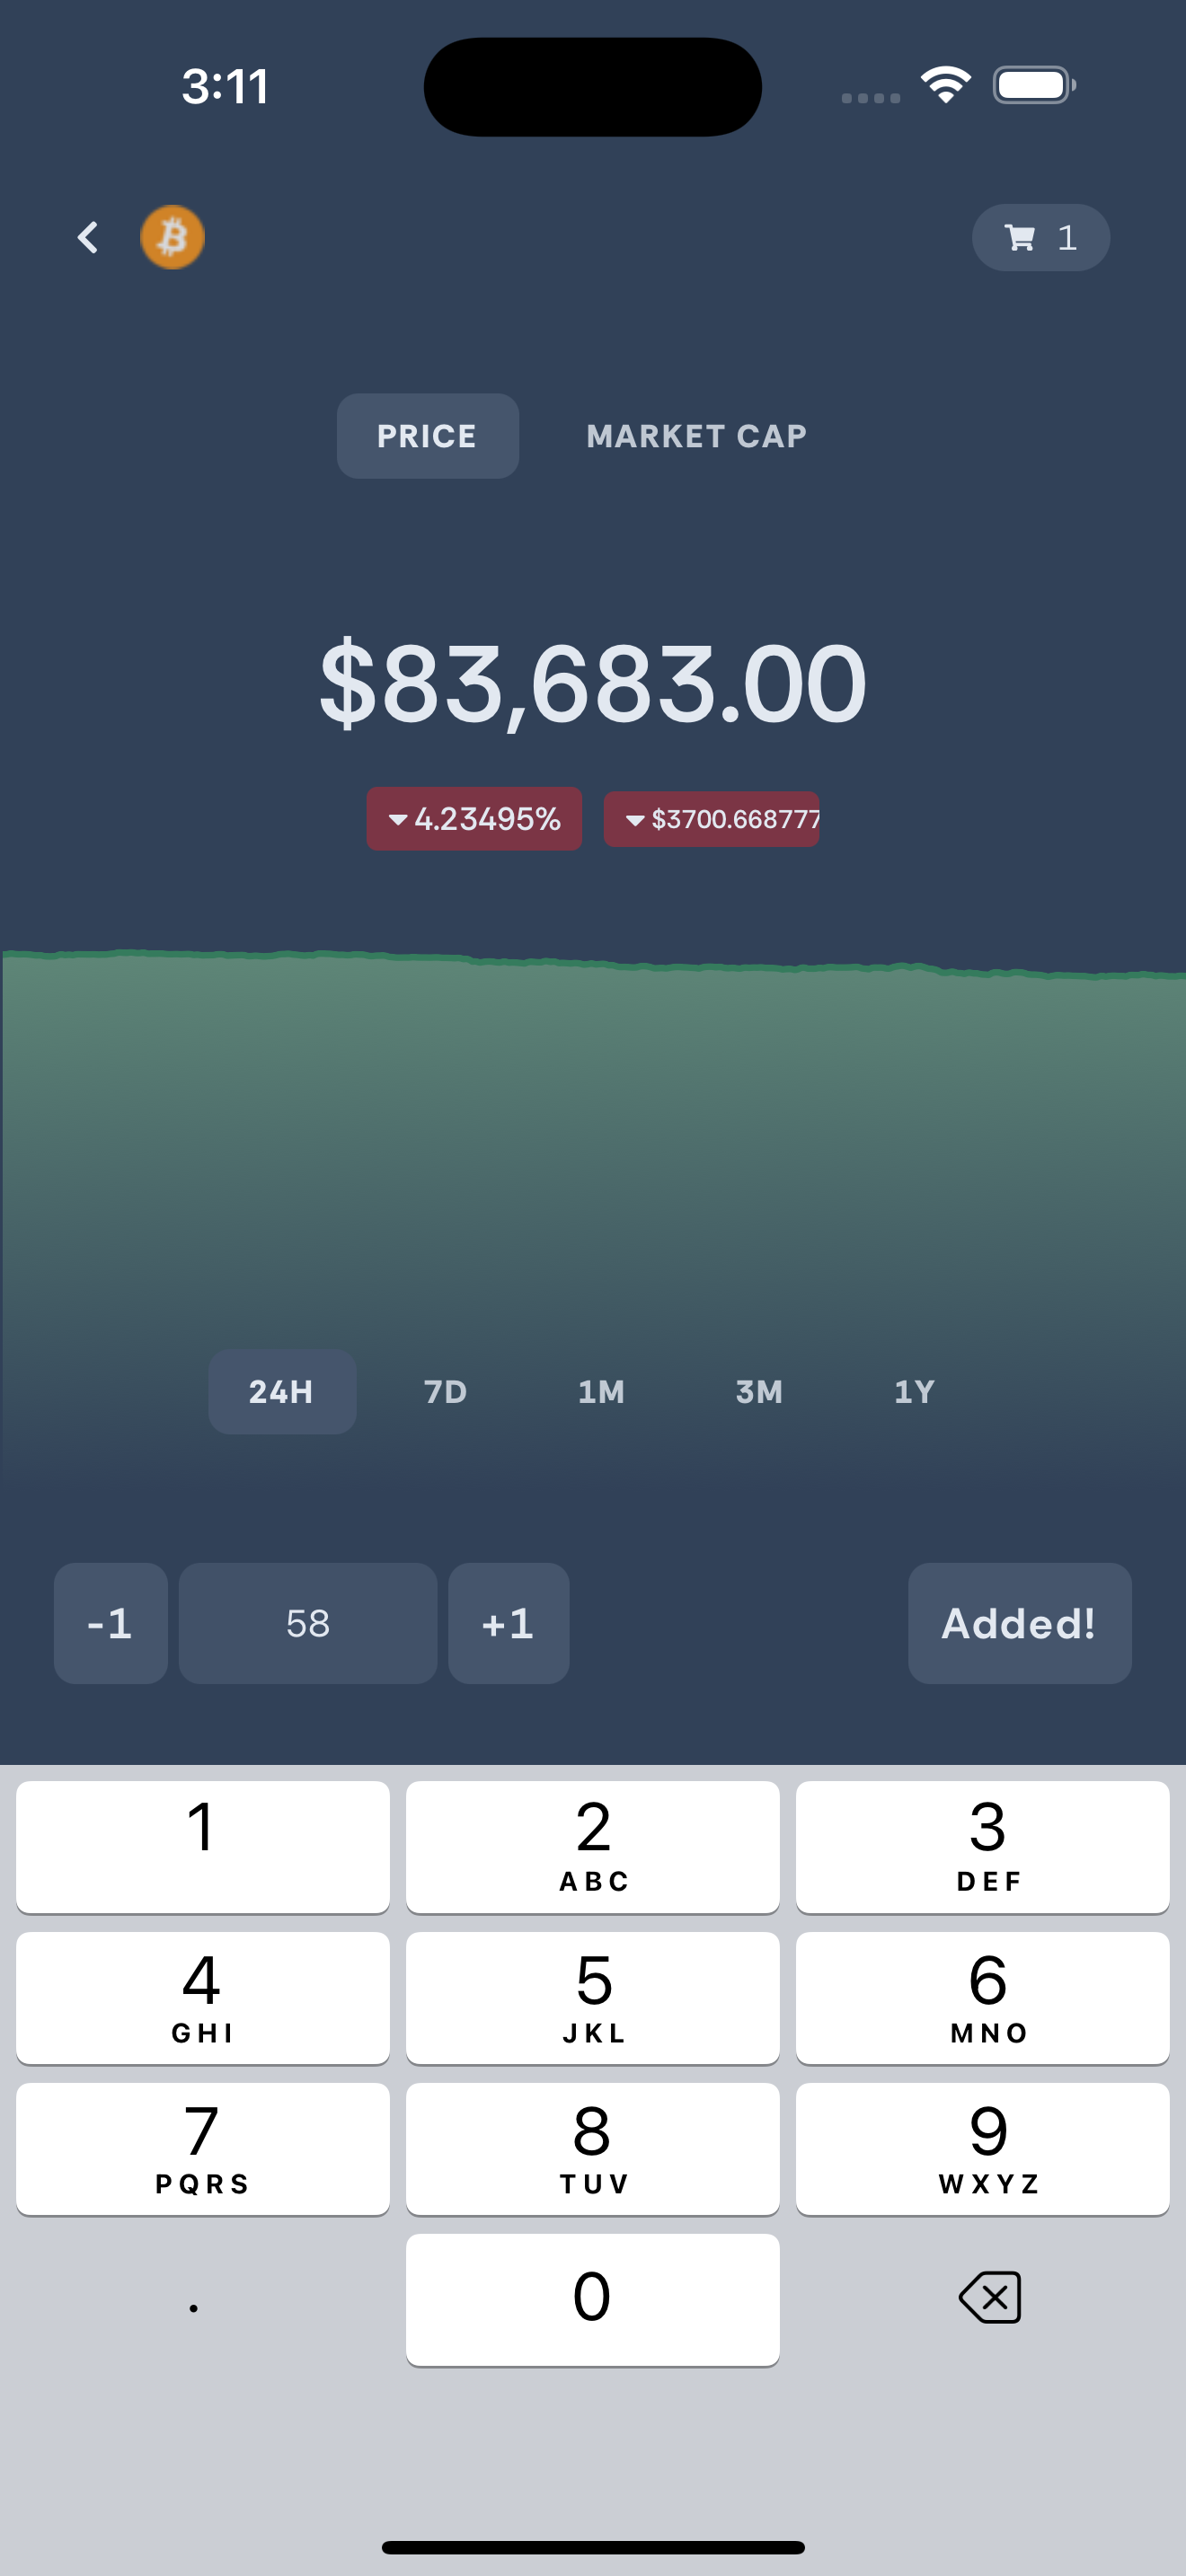 3:11
1
PRICE MARKET CAP
$83,683.00
4.23495% $3700.668777
24H 7D 1M 3M 1Y
-1 58 +1 Added!
1 2 3
ABC DEF
4 5 6
GHI JKL MNO
7 8 9
PQRS TUV WXYZ
. 0